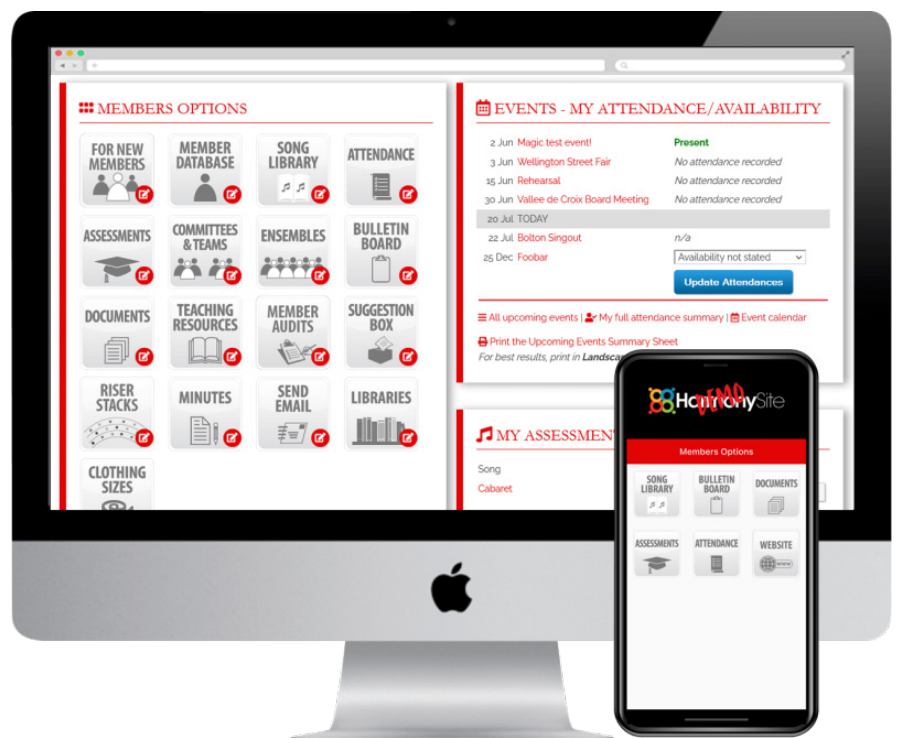 MEMBERS OPTIONS
FOR NEW
MEMBERS
MEMBER
DATABASE
SONG
LIBRARY
ATTENDANCE
ASSESSMENTS
COMMITTEES
& TEAMS
ENSEMBLES
BULLETIN
BOARD
DOCUMENTS
TEACHING
RESOURCES
MEMBER
AUDITS
SUGGESTION
BOX
RISER
STACKS
MINUTES
SEND
EMAIL
LIBRARIES
CLOTHING
SIZES
EVENTS - MY ATTENDANCE/AVAILABILITY
2 Jun Magic test event! Present
3 Jun Wellington Street Fair No attendance recorded
15 Jun Rehearsal No attendance recorded
30 Jun Vallee de Croix Board Meeting No attendance recorded
20 Jul TODAY
22 Jul Bolton Singout n/a
25 Dec Foobar Availability not stated
Update Attendances
All upcoming events | My full attendance summary | Event calendar
Print the Upcoming Events Summary Sheet
For best results, print in
MY ASSESSMEN
Song
Cabaret
HarmonySite
DEMO
Members Options
SONG
LIBRARY
BULLETIN
BOARD
DOCUMENTS
ASSESSMENTS
ATTENDANCE
WEBSITE
www